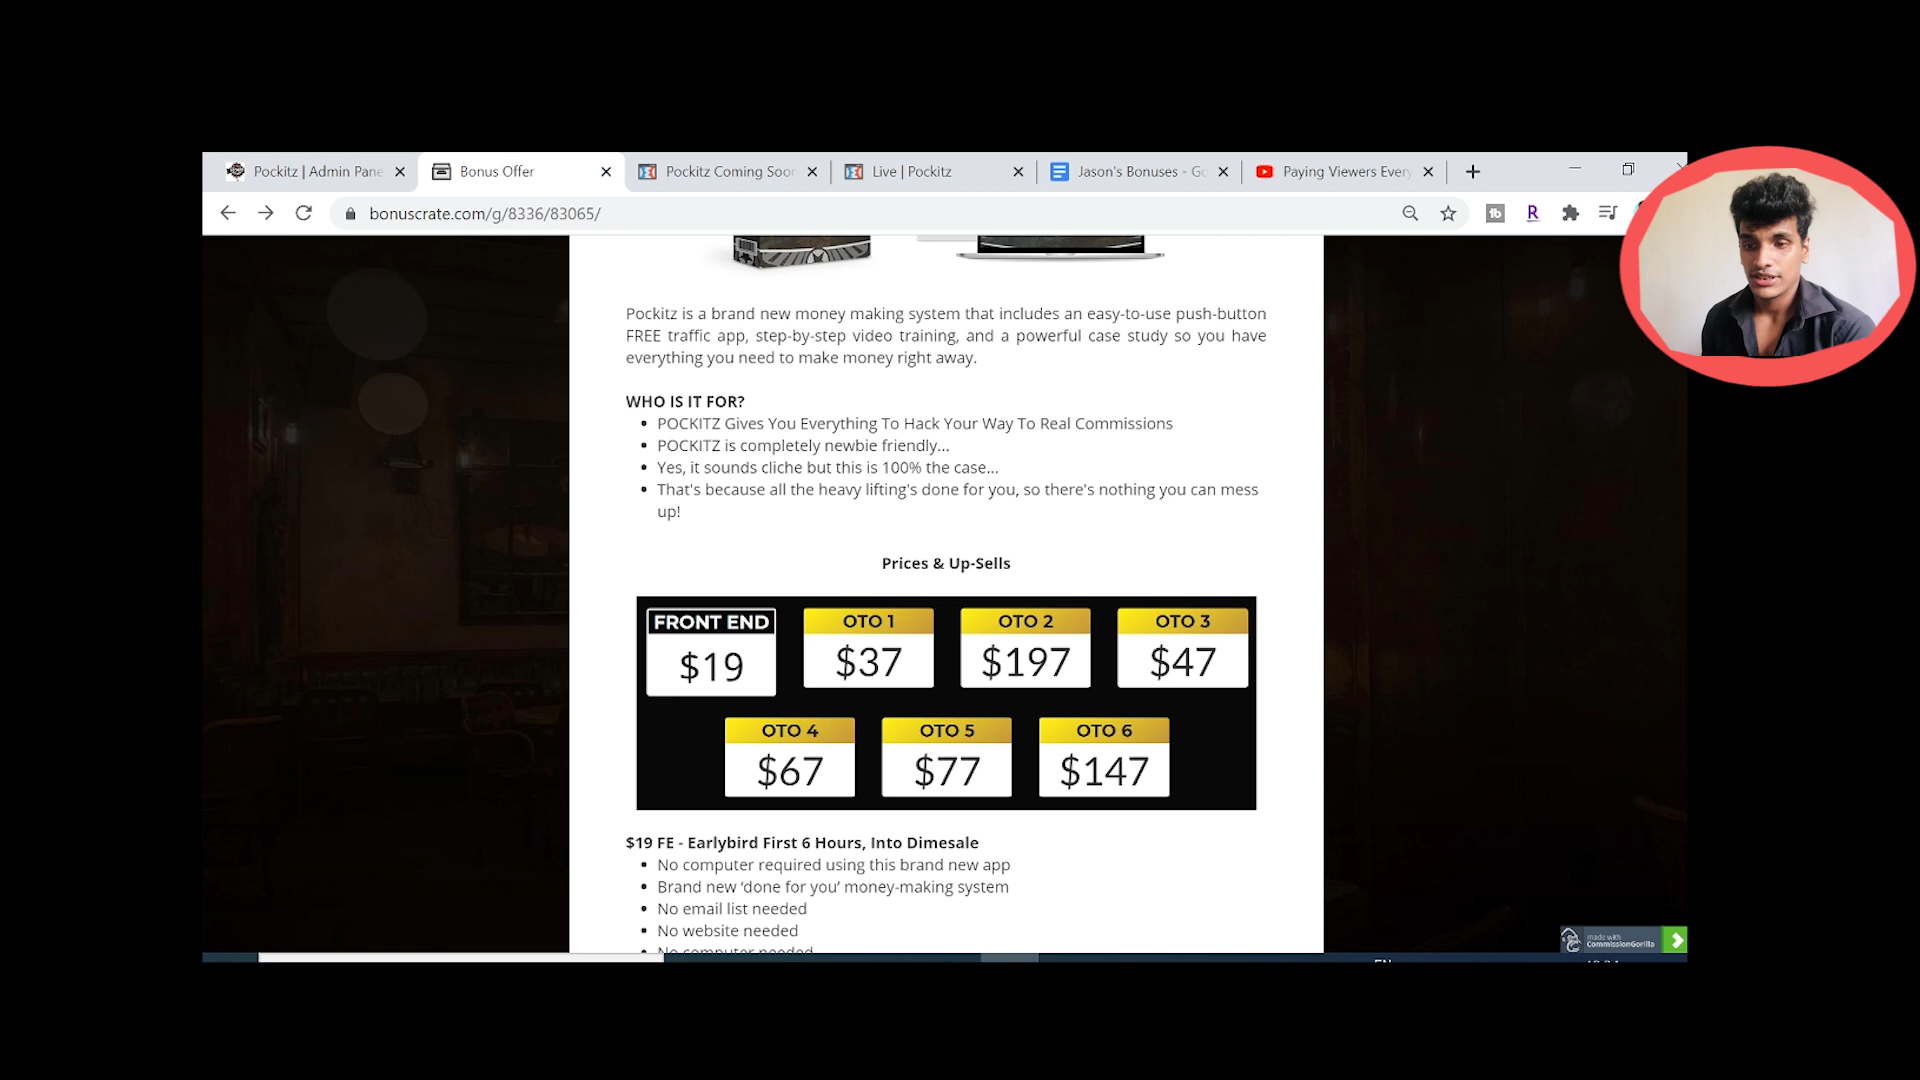 Pockitz | Admin Pane
Bonus Offer
Pockitz Coming Soon
Live | Pockitz
Jason's Bonuses - Go
Paying Viewers Every
bonuscrate.com/g/8336/83065/
Pockitz is a brand new money making system that includes an easy-to-use push-button
FREE traffic app, step-by-step video training, and a powerful case study so you have
everything you need to make money right away.
WHO IS IT FOR?
POCKITZ Gives You Everything To Hack Your Way To Real Commissions
POCKITZ is completely newbie friendly...
Yes, it sounds cliche but this is 100% the case...
That's because all the heavy lifting's done for you, so there's nothing you can mess
up!
Prices & Up-Sells
FRONT END OTO 1 OTO 2 OTO 3
$19 $37 $197 $47
OTO 4 OTO 5 OTO 6
$67 $77 $147
$19 FE - Earlybird First 6 Hours, Into Dimesale
No computer required using this brand new app
Brand new ‘done for you’ money-making system
No email list needed
No website needed
No computer needed
made with
CommissionGorilla